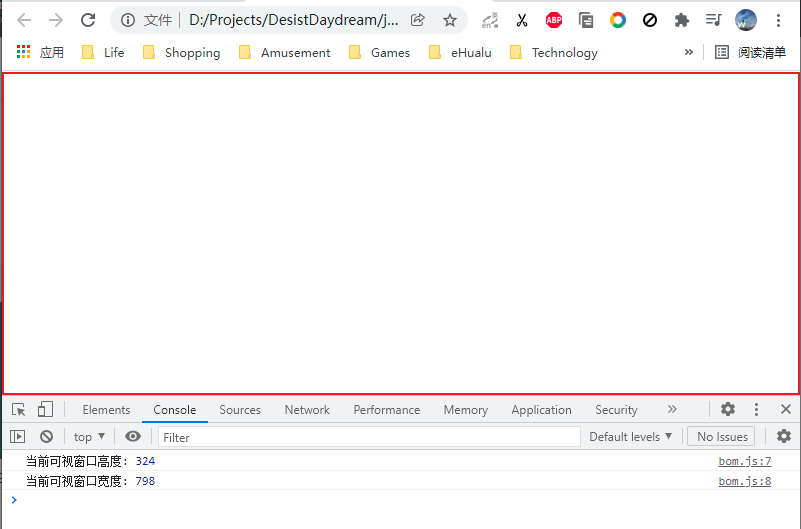 文件 D:/Projects/DesistDaydream/j... en ABP w
应用 Life Shopping Amusement Games eHualu Technology » 阅读清单
Elements Console Sources Network Performance Memory Application Security »
top ▼ Filter Default levels ▼ No Issues
当前可视窗口高度: 324 bom.js:7
当前可视窗口宽度: 798 bom.js:8
>